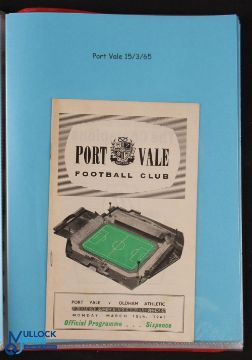 Port Vale 15/3/65
PORT VALE
FOOTBALL CLUB
PORT VALE v OLDHAM ATHLETIC
MONDAY, MARCH 15th,
Official Programme . . . Sixpence
MULLOCK